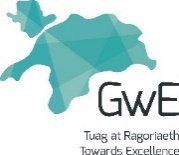 GwE
Tuag at Ragoriaeth
Towards Excellence